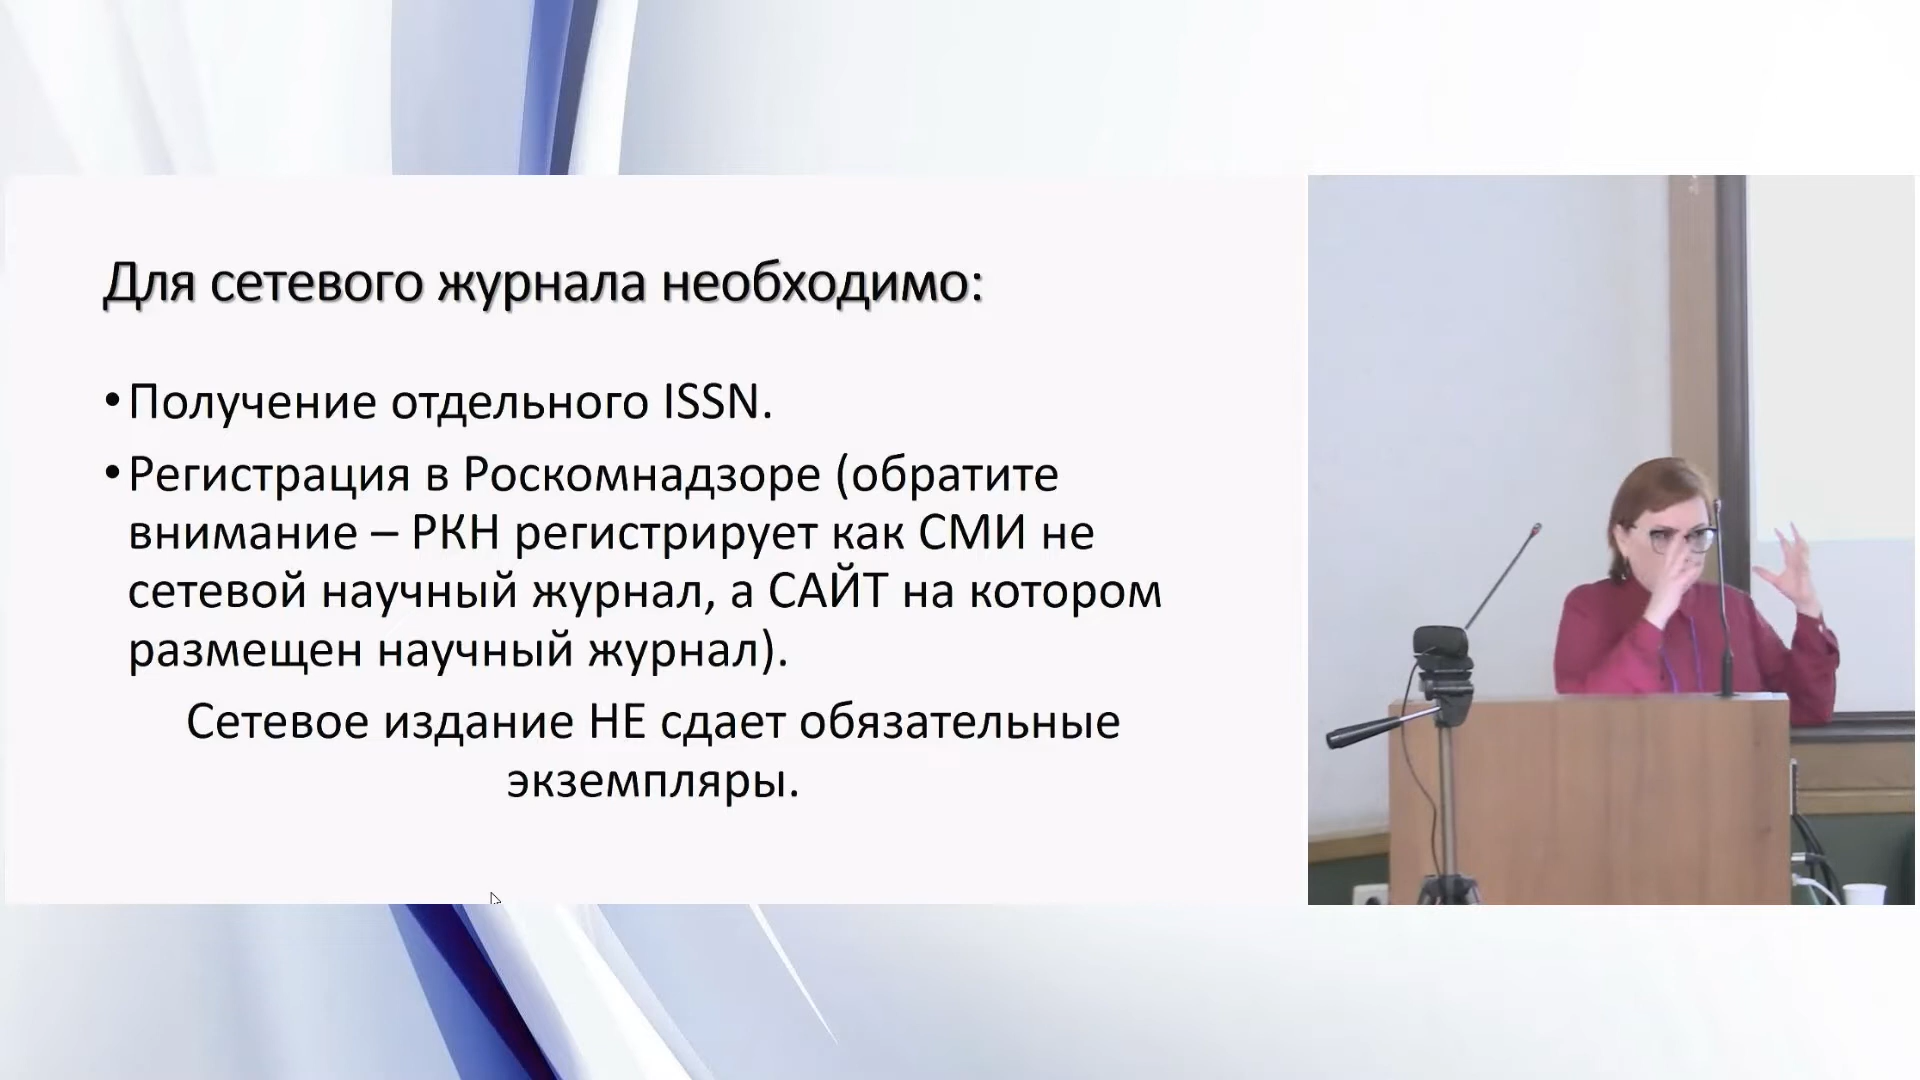 Для сетевого журнала необходимо:
•Получение отдельного ISSN.
•Регистрация в Роскомнадзоре (обратите
внимание – РКН регистрирует как СМИ не
сетевой научный журнал, а САЙТ на котором
размещен научный журнал).
Сетевое издание НЕ сдает обязательные
экземпляры.